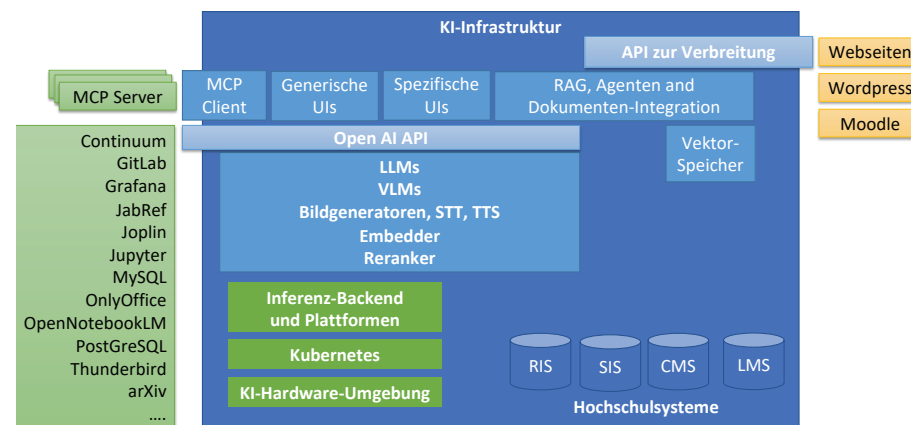 KI-Infrastruktur
API zur Verbreitung
Webseiten
Wordpress
Moodle
MCP Server
MCP
Client
Generische
UIs
Spezifische
UIs
RAG, Agenten and
Dokumenten-Integration
Open AI API
Vektor-
Speicher
Continuum
GitLab
Grafana
JabRef
Joplin
Jupyter
MySQL
OnlyOffice
OpenNotebookLM
PostGreSQL
Thunderbird
arXiv
....
LLMs
VLMs
Bildgeneratoren, STT, TTS
Embedder
Reranker
Inferenz-Backend
und Plattformen
Kubernetes
KI-Hardware-Umgebung
RIS
SIS
CMS
LMS
Hochschulsysteme